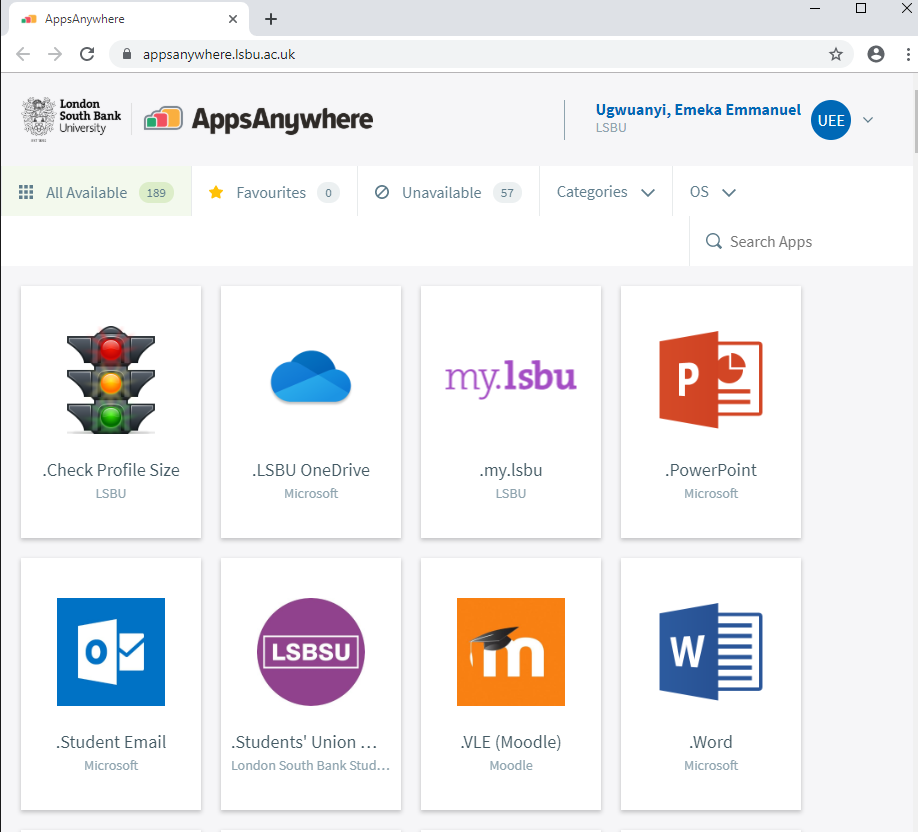 AppsAnywhere
appsanywhere.lsbu.ac.uk
London
South Bank
University
EST 1892
AppsAnywhere
Ugwuanyi, Emeka Emmanuel
LSBU
UEE
All Available 189
Favourites 0
Unavailable 57
Categories
OS
Search Apps
my.lsbu
P
.Check Profile Size
.LSBU OneDrive
.my.lsbu
.PowerPoint
LSBU
Microsoft
LSBU
Microsoft
O
LSBSU
m
W
.Student Email
.Students' Union ...
.VLE (Moodle)
.Word
Microsoft
London South Bank Stud...
Moodle
Microsoft